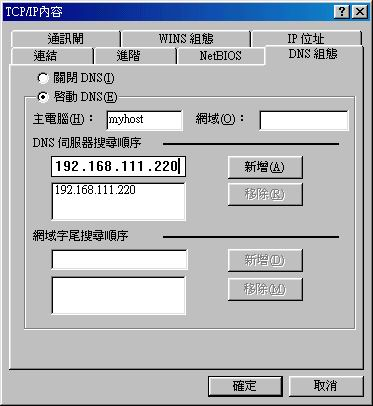 TCP/IP內容
通訊閘 WINS 組態 IP 位址
連結 進階 NetBIOS DNS 組態
關閉 DNS(I)
啓動 DNS(E)
主電腦(H)： myhost 網域(O)：
DNS 伺服器搜尋順序
192.168.111.220 新增(A)
192.168.111.220 移除(R)
網域字尾搜尋順序
新增(D)
移除(M)
確定 取消